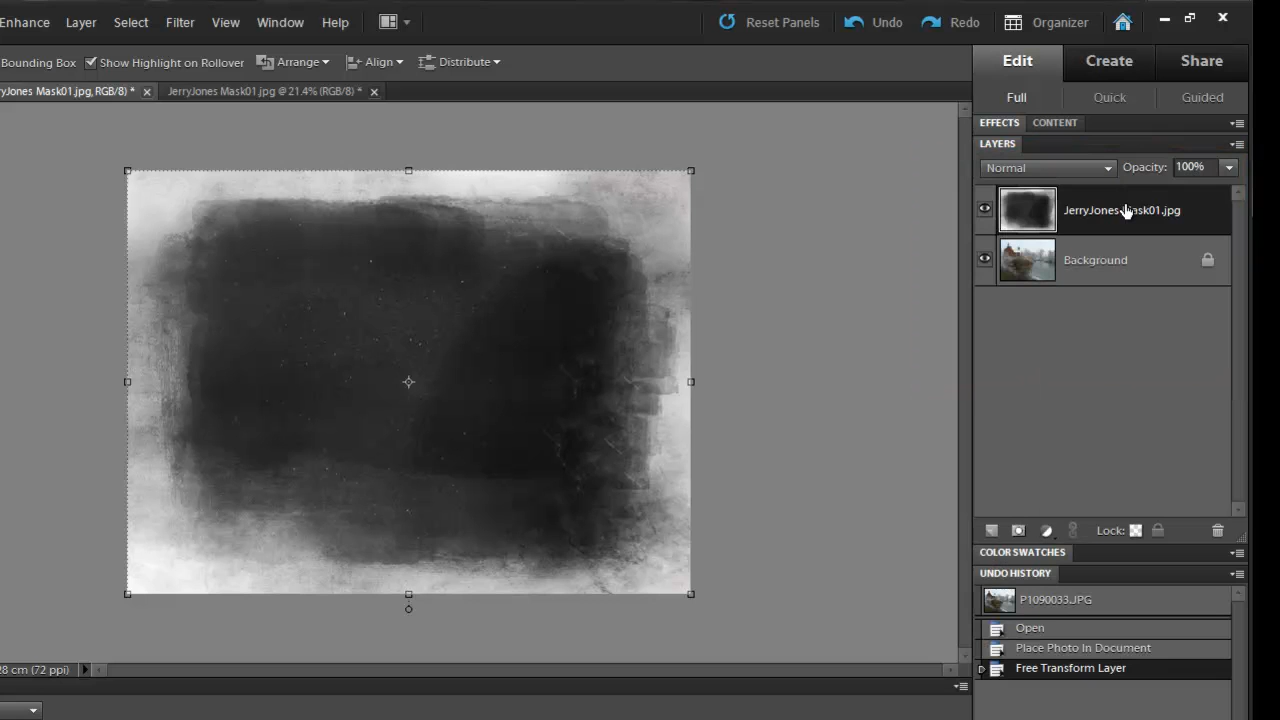 Enhance Layer Select Filter View Window Help Reset Panels Undo Redo Organizer
Bounding Box Show Highlight on Rollover Arrange Align Distribute
Edit Create Share
ryJones Mask01.jpg, RGB/8) * JerryJones Mask01.jpg @ 21.4% (RGB/8) *
Full Quick Guided
EFFECTS CONTENT
LAYERS
Normal Opacity: 100%
JerryJones Mask01.jpg
Background
Lock:
COLOR SWATCHES
UNDO HISTORY
P1090033.JPG
Open
Place Photo In Document
28 cm (72 ppi)
Free Transform Layer